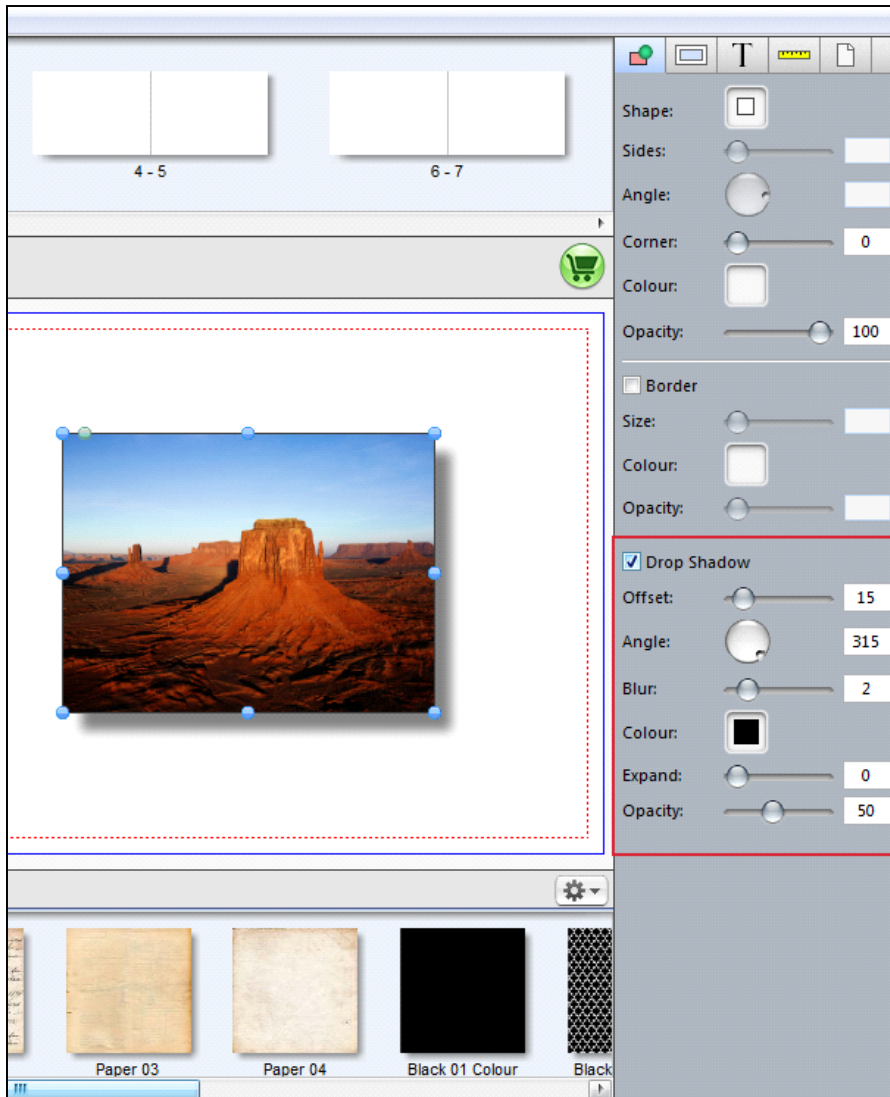 4 - 5
6 - 7
T
Shape:
Sides:
Angle:
Corner: 0
Colour:
Opacity: 100
Border
Size:
Colour:
Opacity:
Drop Shadow
Offset: 15
Angle: 315
Blur: 2
Colour:
Expand: 0
Opacity: 50
Paper 03
Paper 04
Black 01 Colour
Black